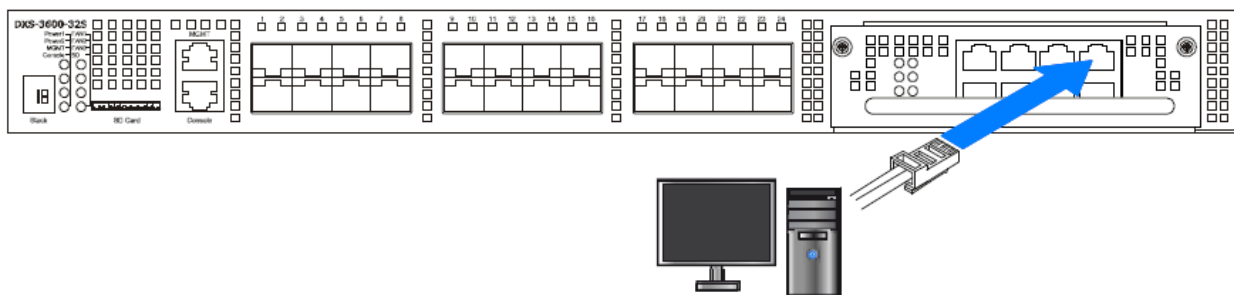 DXS-3600-32S
Power1 FAN1
Power2 FAN2
MGMT FAN3
Console SD
MGMT
1 2 3 4 5 6 7 8
9 10 11 12 13 14 15 16
17 18 19 20 21 22 23 24
18
Stack
SD Card
Console